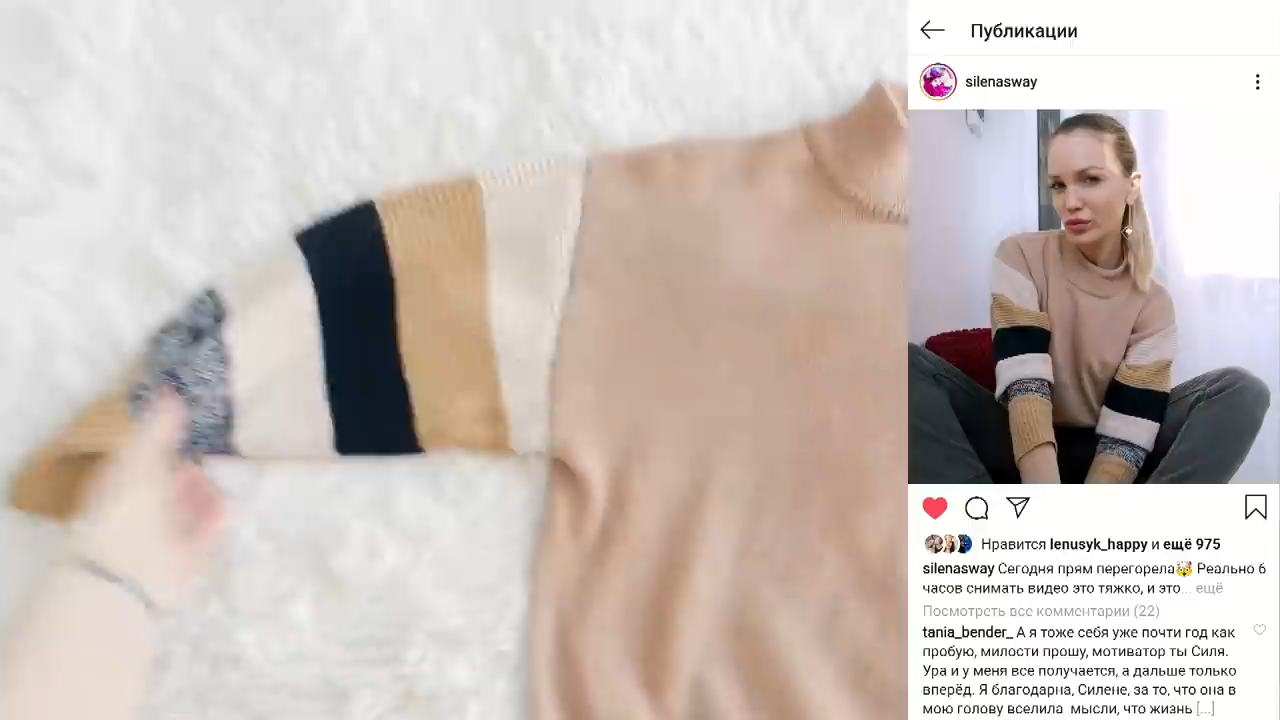 Публикации
silenasway
Нравится lenusyk_happy и ещё 975
silenasway Сегодня прям перегорела🤯 Реально 6
часов снимать видео это тяжко, и это... ещё
Посмотреть все комментарии (22)
tania_bender_ А я тоже себя уже почти год как
пробую, милости прошу, мотиватор ты Силя.
Ура и у меня все получается, а дальше только
вперёд. Я благодарна, Силене, за то, что она в
мою голову вселила мысли, что жизнь [...]